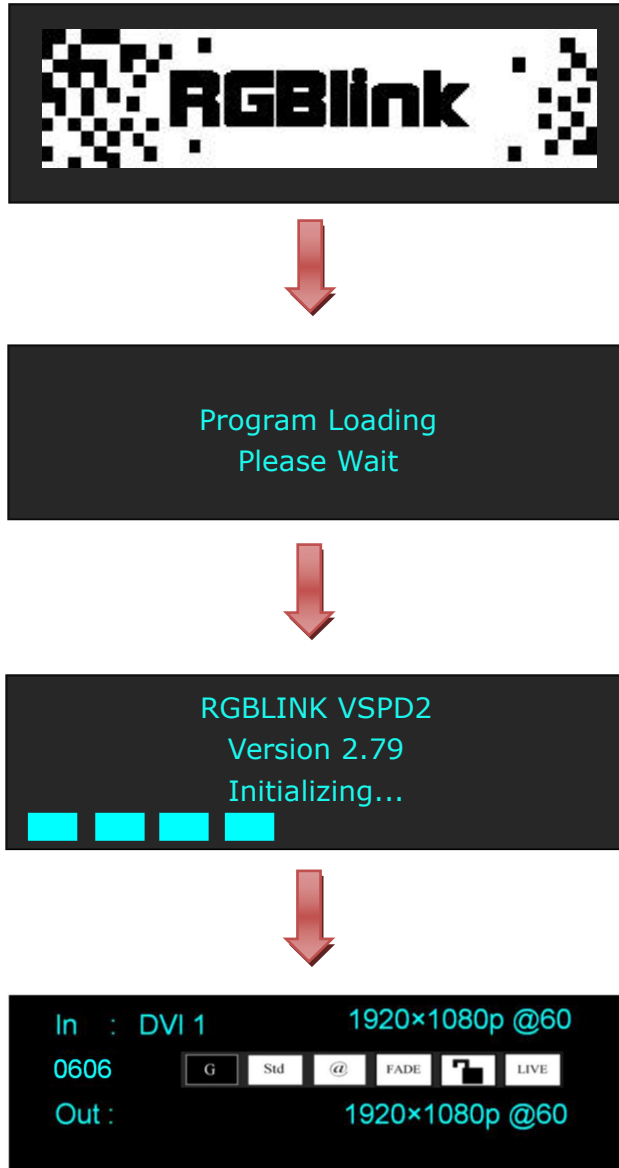 RGBlink
Program Loading
Please Wait
RGBLINK VSPD2
Version 2.79
Initializing...
In : DVI 1 1920×1080p @60
0606 G Std @ FADE LIVE
Out : 1920×1080p @60